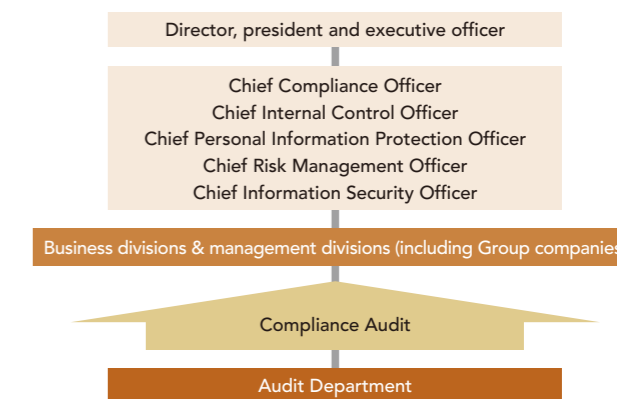 Director, president and executive officer
Chief Compliance Officer
Chief Internal Control Officer
Chief Personal Information Protection Officer
Chief Risk Management Officer
Chief Information Security Officer
Business divisions & management divisions (including Group companies
Compliance Audit
Audit Department